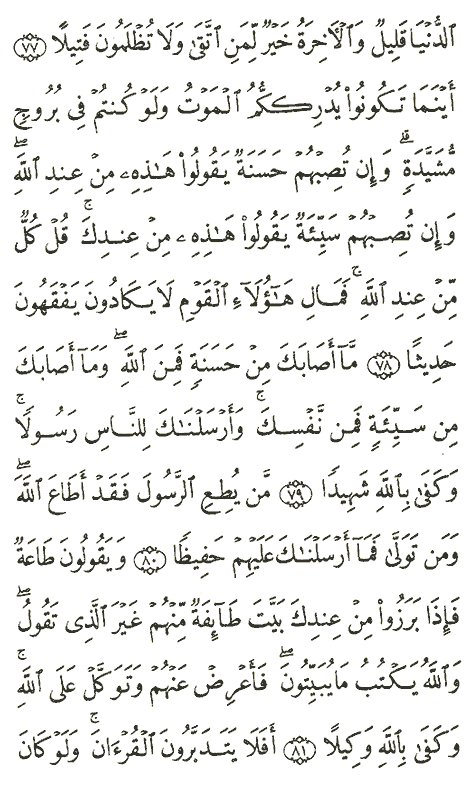 ٱلدُّنۡيَا قَلِيلٌ وَٱلۡأٓخِرَةُ خَيۡرٌ لِّمَنِ ٱتَّقَىٰ وَلَا تُظۡلَمُونَ فَتِيلًا ٧٧
أَيۡنَمَا تَكُونُواْ يُدۡرِككُّمُ ٱلۡمَوۡتُ وَلَوۡ كُنتُمۡ فِي بُرُوجٍ
مُّشَيَّدَةٍۗ وَإِن تُصِبۡهُمۡ حَسَنَةٌ يَقُولُواْ هَٰذِهِۦ مِنۡ عِندِ ٱللَّهِۖ
وَإِن تُصِبۡهُمۡ سَيِّئَةٌ يَقُولُواْ هَٰذِهِۦ مِنۡ عِندِكَۚ قُلۡ كُلٌّ
مِّنۡ عِندِ ٱللَّهِۚ فَمَالِ هَٰٓؤُلَآءِ ٱلۡقَوۡمِ لَا يَكَادُونَ يَفۡقَهُونَ
حَدِيثًا ٧٨ مَّآ أَصَابَكَ مِنۡ حَسَنَةٍ فَمِنَ ٱللَّهِۖ وَمَآ أَصَابَكَ
مِن سَيِّئَةٍ فَمِن نَّفۡسِكَۚ وَأَرۡسَلۡنَٰكَ لِلنَّاسِ رَسُولًاۚ
وَكَفَىٰ بِٱللَّهِ شَهِيدًا ٧٩ مَّن يُطِعِ ٱلرَّسُولَ فَقَدۡ أَطَاعَ ٱللَّهَۖ
وَمَن تَوَلَّىٰ فَمَآ أَرۡسَلۡنَٰكَ عَلَيۡهِمۡ حَفِيظًا ٨٠ وَيَقُولُونَ طَاعَةٌ
فَإِذَا بَرَزُواْ مِنۡ عِندِكَ بَيَّتَ طَآئِفَةٌ مِّنۡهُمۡ غَيۡرَ ٱلَّذِي تَقُولُۖ
وَٱللَّهُ يَكۡتُبُ مَا يُبَيِّتُونَۖ فَأَعۡرِضۡ عَنۡهُمۡ وَتَوَكَّلۡ عَلَى ٱللَّهِۚ
وَكَفَىٰ بِٱللَّهِ وَكِيلًا ٨١ أَفَلَا يَتَدَبَّرُونَ ٱلۡقُرۡءَانَۚ وَلَوۡ كَانَ